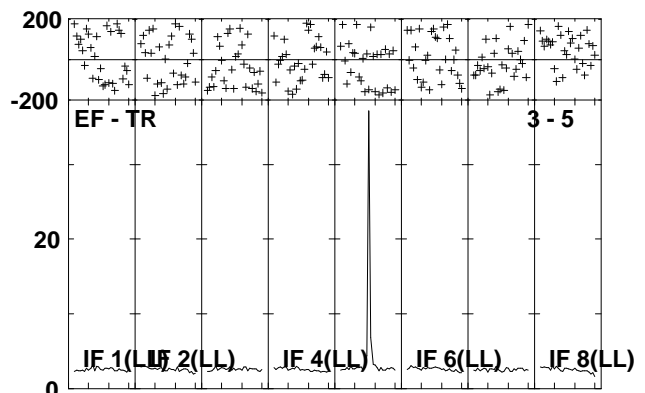 200
-200
EF - TR 3 - 5
20
IF 1(LL) IF 2(LL) IF 4(LL) IF 6(LL) IF 8(LL)
0